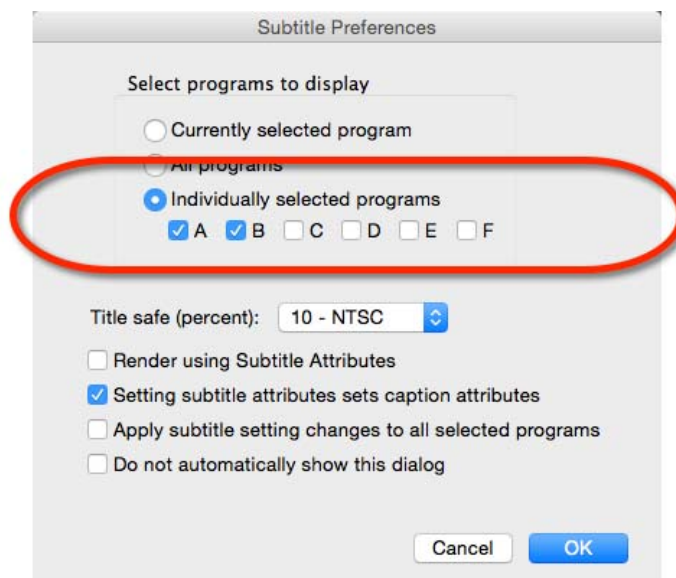 Subtitle Preferences
Select programs to display
Currently selected program
All programs
Individually selected programs
A B C D E F
Title safe (percent): 10 - NTSC
Render using Subtitle Attributes
Setting subtitle attributes sets caption attributes
Apply subtitle setting changes to all selected programs
Do not automatically show this dialog
Cancel OK